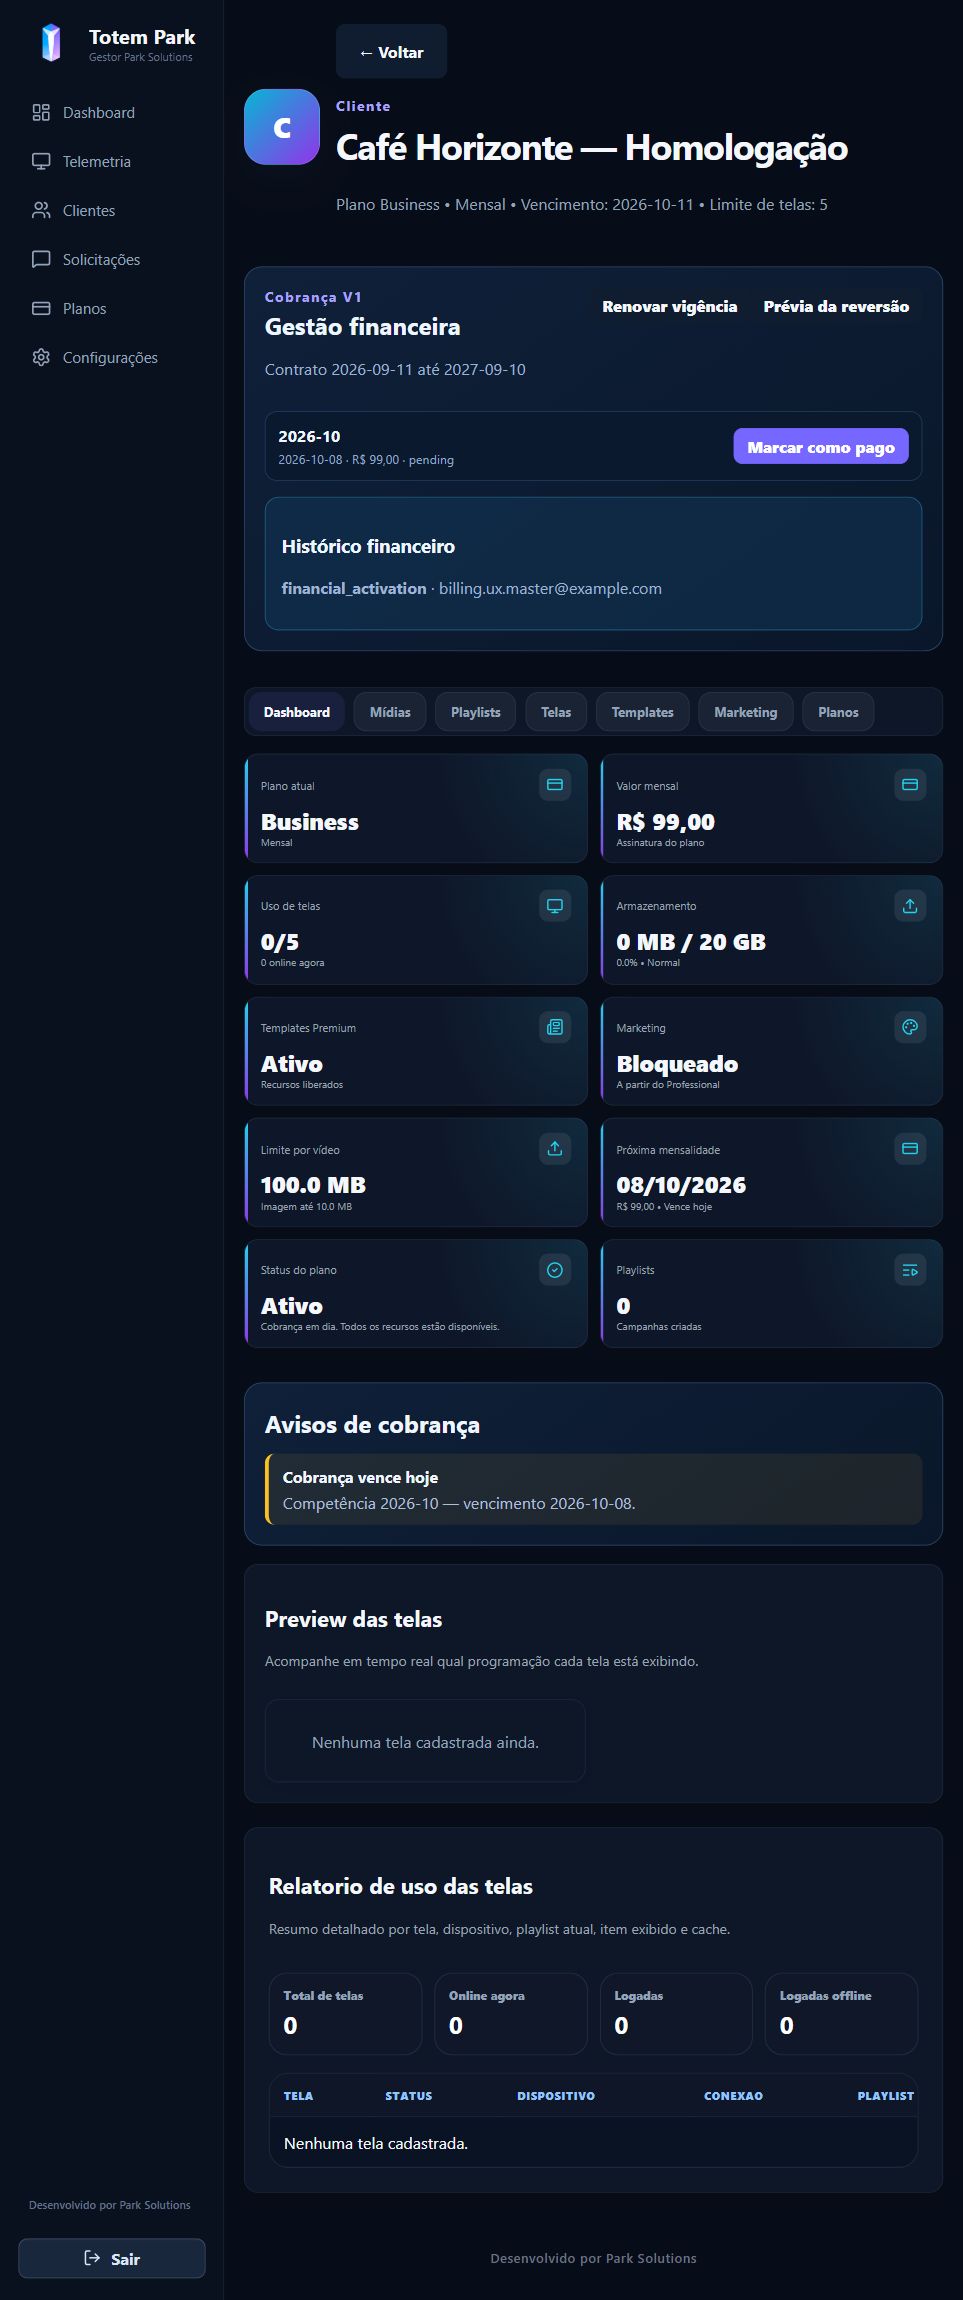 Totem Park
Gestor Park Solutions
Dashboard
Telemetria
Clientes
Solicitações
Planos
Configurações
← Voltar
C
Cliente
Café Horizonte — Homologação
Plano Business • Mensal • Vencimento: 2026-10-11 • Limite de telas: 5
Cobrança V1
Gestão financeira
Renovar vigência
Prévia da reversão
Contrato 2026-09-11 até 2027-09-10
2026-10
2026-10-08 · R$ 99,00 · pending
Marcar como pago
Histórico financeiro
financial_activation · billing.ux.master@example.com
Dashboard
Mídias
Playlists
Telas
Templates
Marketing
Planos
Plano atual
Business
Mensal
Valor mensal
R$ 99,00
Assinatura do plano
Uso de telas
0/5
0 online agora
Armazenamento
0 MB / 20 GB
0.0% • Normal
Templates Premium
Ativo
Recursos liberados
Marketing
Bloqueado
A partir do Professional
Limite por vídeo
100.0 MB
Imagem até 10.0 MB
Próxima mensalidade
08/10/2026
R$ 99,00 • Vence hoje
Status do plano
Ativo
Cobrança em dia. Todos os recursos estão disponíveis.
Playlists
0
Campanhas criadas
Avisos de cobrança
Cobrança vence hoje
Competência 2026-10 — vencimento 2026-10-08.
Preview das telas
Acompanhe em tempo real qual programação cada tela está exibindo.
Nenhuma tela cadastrada ainda.
Relatorio de uso das telas
Resumo detalhado por tela, dispositivo, playlist atual, item exibido e cache.
Total de telas
0
Online agora
0
Logadas
0
Logadas offline
0
TELA STATUS DISPOSITIVO CONEXAO PLAYLIST
Nenhuma tela cadastrada.
Desenvolvido por Park Solutions
Sair
Desenvolvido por Park Solutions